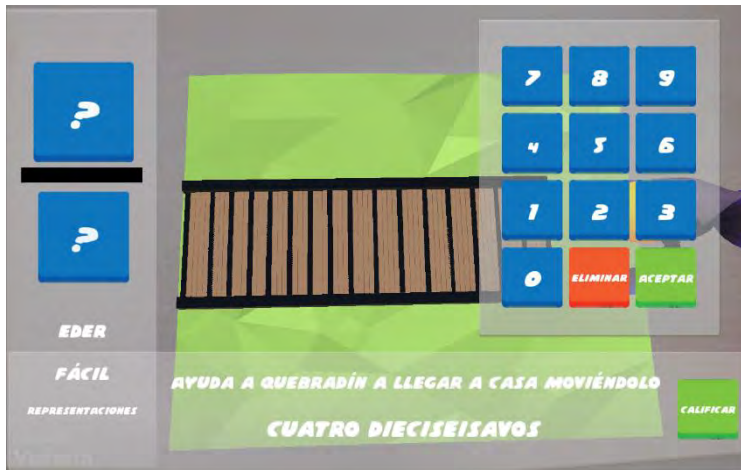 ?
?
EDER
FÁCIL
REPRESENTACIONES
7 8 9
4 5 6
1 2 3
0 ELIMINAR ACEPTAR
AYUDA A QUEBRADÍN A LLEGAR A CASA MOVIÉNDOLO
CUATRO DIECISEISAVOS
CALIFICAR